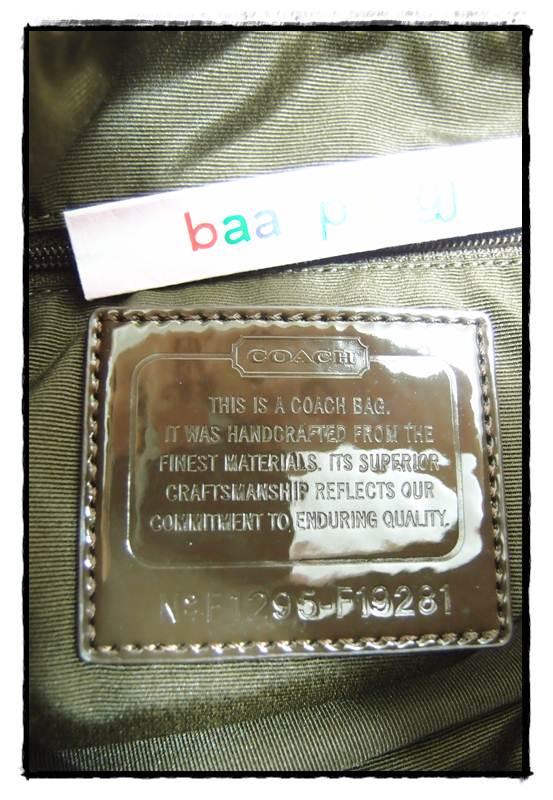 baa p
COACH
THIS IS A COACH BAG.
IT WAS HANDCRAFTED FROM THE
FINEST MATERIALS. ITS SUPERIOR
CRAFTSMANSHIP REFLECTS OUR
COMMITMENT TO ENDURING QUALITY.
Nº F1295-F19281